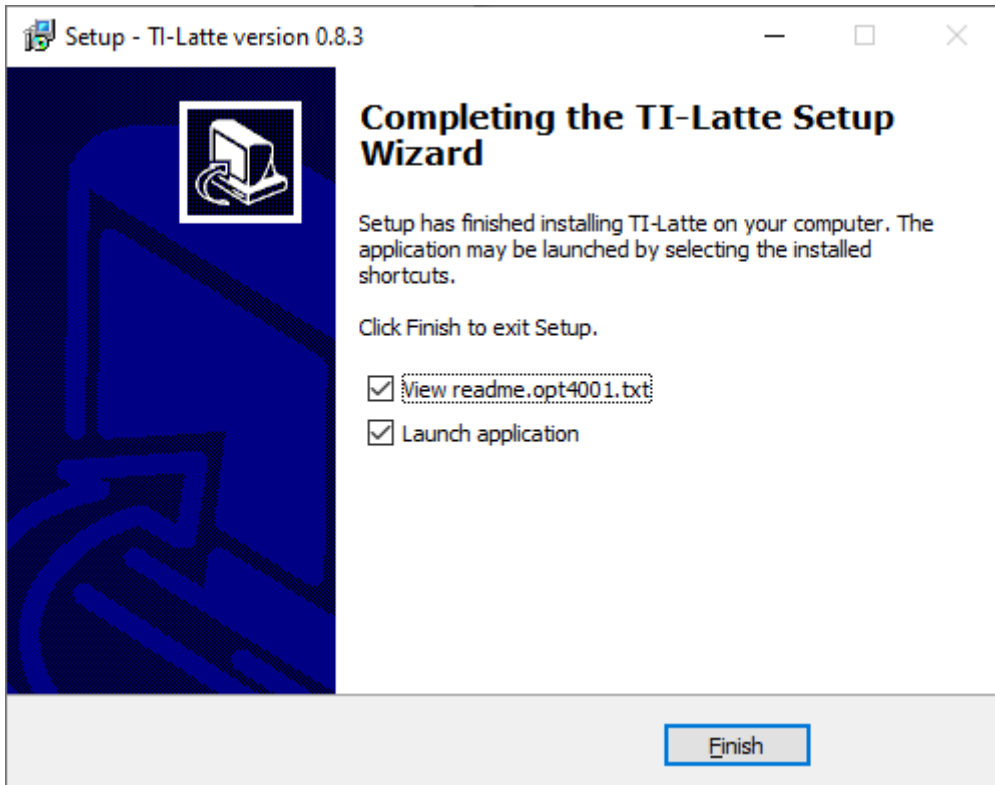 Setup - TI-Latte version 0.8.3
Completing the TI-Latte Setup
Wizard
Setup has finished installing TI-Latte on your computer. The
application may be launched by selecting the installed
shortcuts.
Click Finish to exit Setup.
View readme.opt4001.txt
Launch application
Finish